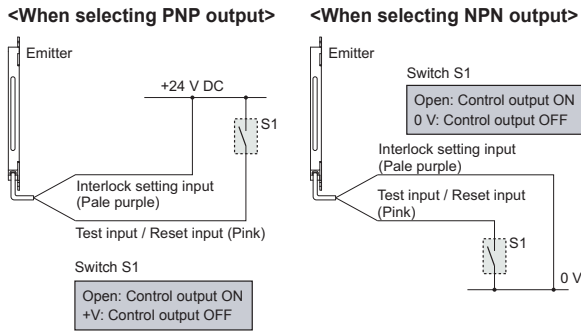 <When selecting PNP output>
Emitter
+24 V DC
S1
Interlock setting input
(Pale purple)
Test input / Reset input (Pink)
Switch S1
Open: Control output ON
+V: Control output OFF
<When selecting NPN output>
Emitter
Switch S1
Open: Control output ON
0 V: Control output OFF
Interlock setting input
(Pale purple)
Test input / Reset input
(Pink)
S1
0 V